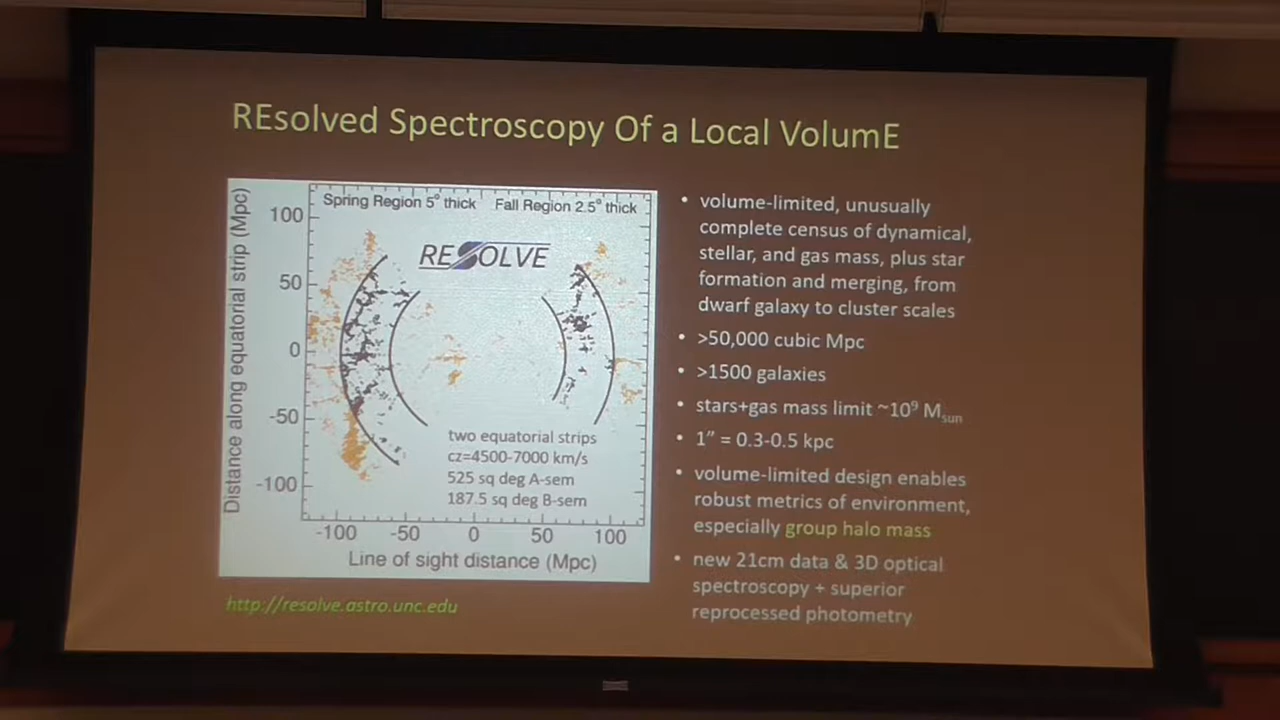 REsolved Spectroscopy Of a Local VolumE
Spring Region 5° thick Fall Region 2.5° thick
RESOLVE
Distance along equatorial strip (Mpc)
100
50
0
-50
-100
two equatorial strips
cz=4500-7000 km/s
525 sq deg A-sem
187.5 sq deg B-sem
-100 -50 0 50 100
Line of sight distance (Mpc)
http://resolve.astro.unc.edu
• volume-limited, unusually
complete census of dynamical,
stellar, and gas mass, plus star
formation and merging, from
dwarf galaxy to cluster scales
• >50,000 cubic Mpc
• >1500 galaxies
• stars+gas mass limit ~10⁹ Msun
• 1” = 0.3-0.5 kpc
• volume-limited design enables
robust metrics of environment,
especially group halo mass
• new 21cm data & 3D optical
spectroscopy + superior
reprocessed photometry